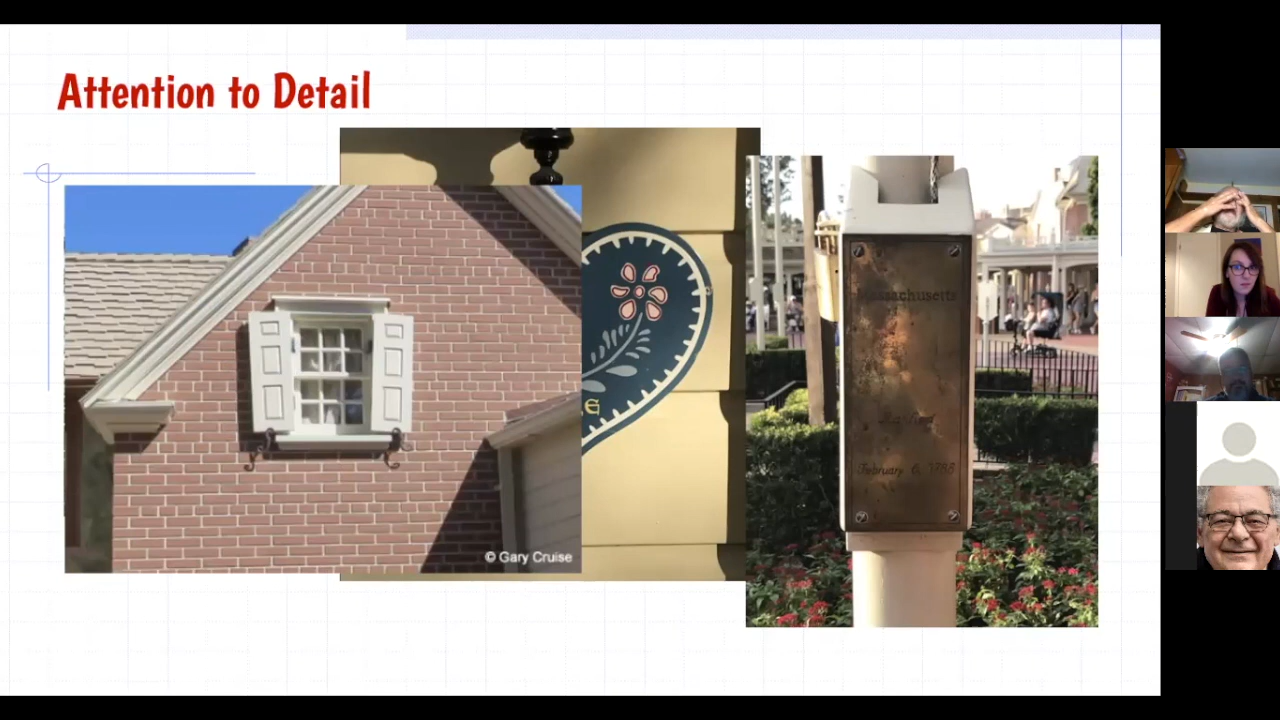 Attention to Detail
© Gary Cruise
Massachusetts
February 6, 1788